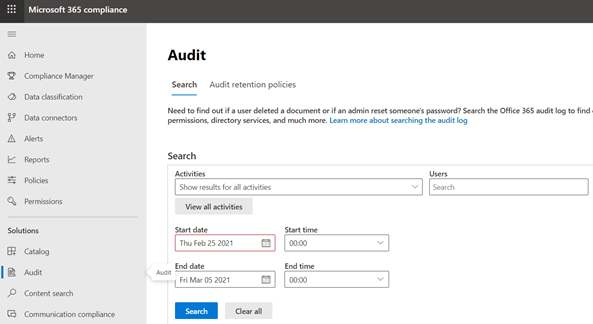 Microsoft 365 compliance
Home
Compliance Manager
Data classification
Data connectors
Alerts
Reports
Policies
Permissions
Solutions
Catalog
Audit
Content search
Communication compliance
Audit
Audit
Search
Audit retention policies
Need to find out if a user deleted a document or if an admin reset someone's password? Search the Office 365 audit log to find
permissions, directory services, and much more. Learn more about searching the audit log
Search
Activities
Users
Show results for all activities
Search
View all activities
Start date
Start time
Thu Feb 25 2021
00:00
End date
End time
Fri Mar 05 2021
00:00
Search
Clear all